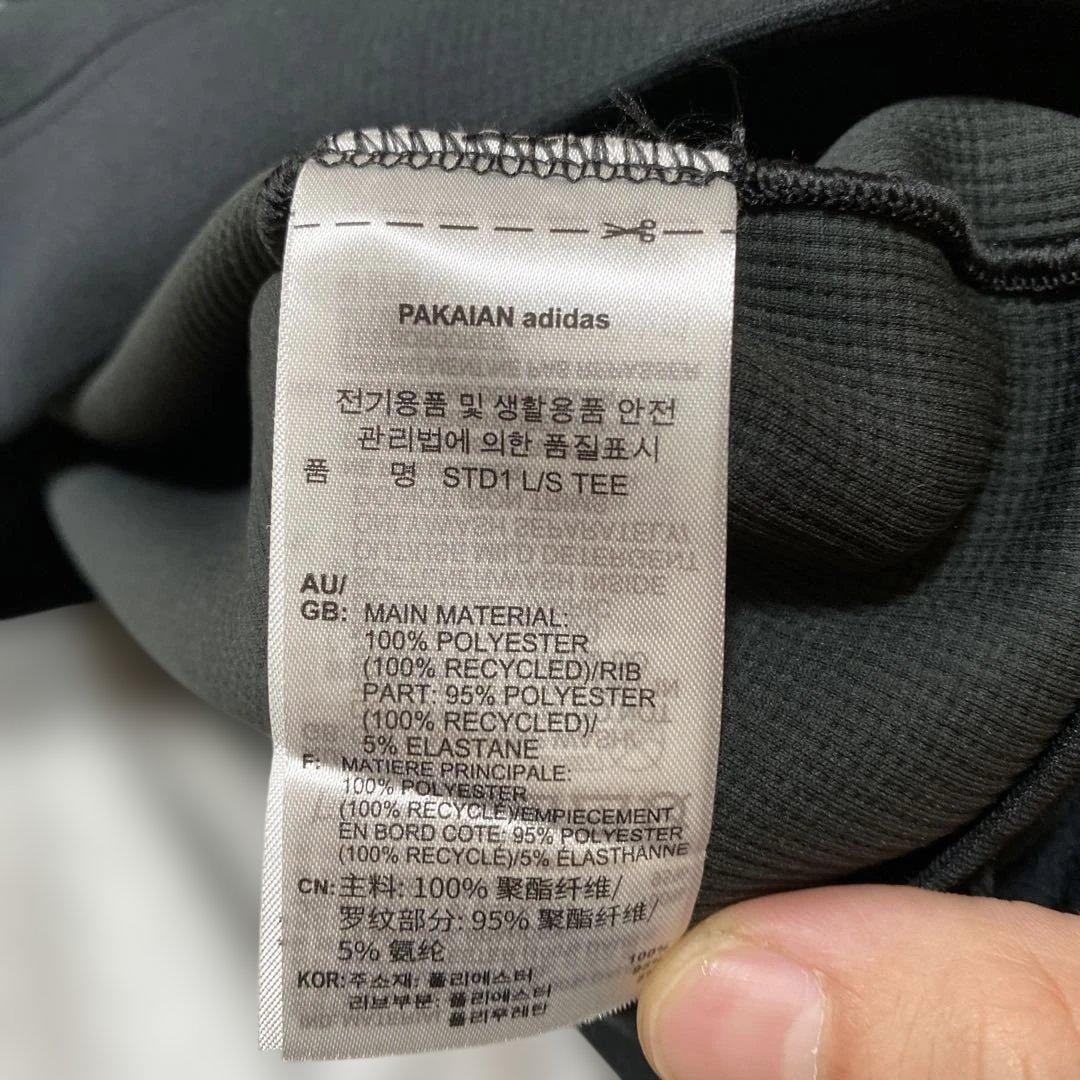 PAKAIAN adidas
전기용품 및 생활용품 안전
관리법에 의한 품질표시
품 명 STD1 L/S TEE
AU/
GB: MAIN MATERIAL:
100% POLYESTER
(100% RECYCLED)/RIB
PART: 95% POLYESTER
(100% RECYCLED)/
5% ELASTANE
F: MATIERE PRINCIPALE:
100% POLYESTER
(100% RECYCLÉ)/EMPIECEMENT
EN BORD COTE: 95% POLYESTER
(100% RECYCLÉ)/5% ÉLASTHANNE
CN: 主料: 100% 聚酯纤维/
罗纹部分: 95% 聚酯纤维/
5% 氨纶
KOR: 주소재: 폴리에스터
리브부분: 폴리에스터
폴리우레탄
100%